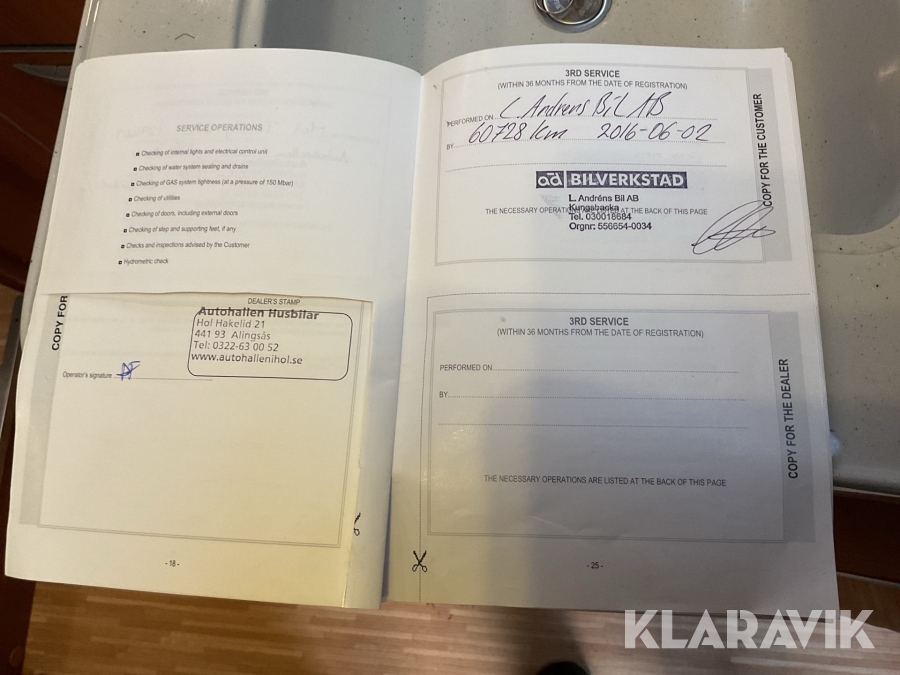 SERVICE OPERATIONS
Checking of internal lights and electrical control unit
Checking of water system sealing and drains
Checking of GAS system tightness (at a pressure of 150 Mbar)
Checking of utilities
Checking of doors, including external doors
Checking of step and supporting feet, if any
Checks and inspections advised by the Customer
Hydrometric check
COPY FOR
DEALER'S STAMP
Autohallen Husbilar
Hol Hakelid 21
441 93 Alingsås
Tel: 0322-63 00 52
www.autohallenihol.se
Operator's signature
- 18 -
3RD SERVICE
(WITHIN 36 MONTHS FROM THE DATE OF REGISTRATION)
PERFORMED ON L Andrens Bil AB
BY 60728 km 2016-06-02
ad BILVERKSTAD
L. Andréns Bil AB
THE NECESSARY OPERATIONS ARE LISTED AT THE BACK OF THIS PAGE
Kungsbacka
Tel. 030018684
Orgnr: 556654-0034
COPY FOR THE CUSTOMER
3RD SERVICE
(WITHIN 36 MONTHS FROM THE DATE OF REGISTRATION)
PERFORMED ON
BY
THE NECESSARY OPERATIONS ARE LISTED AT THE BACK OF THIS PAGE
COPY FOR THE DEALER
- 25 -
KLARAVIK